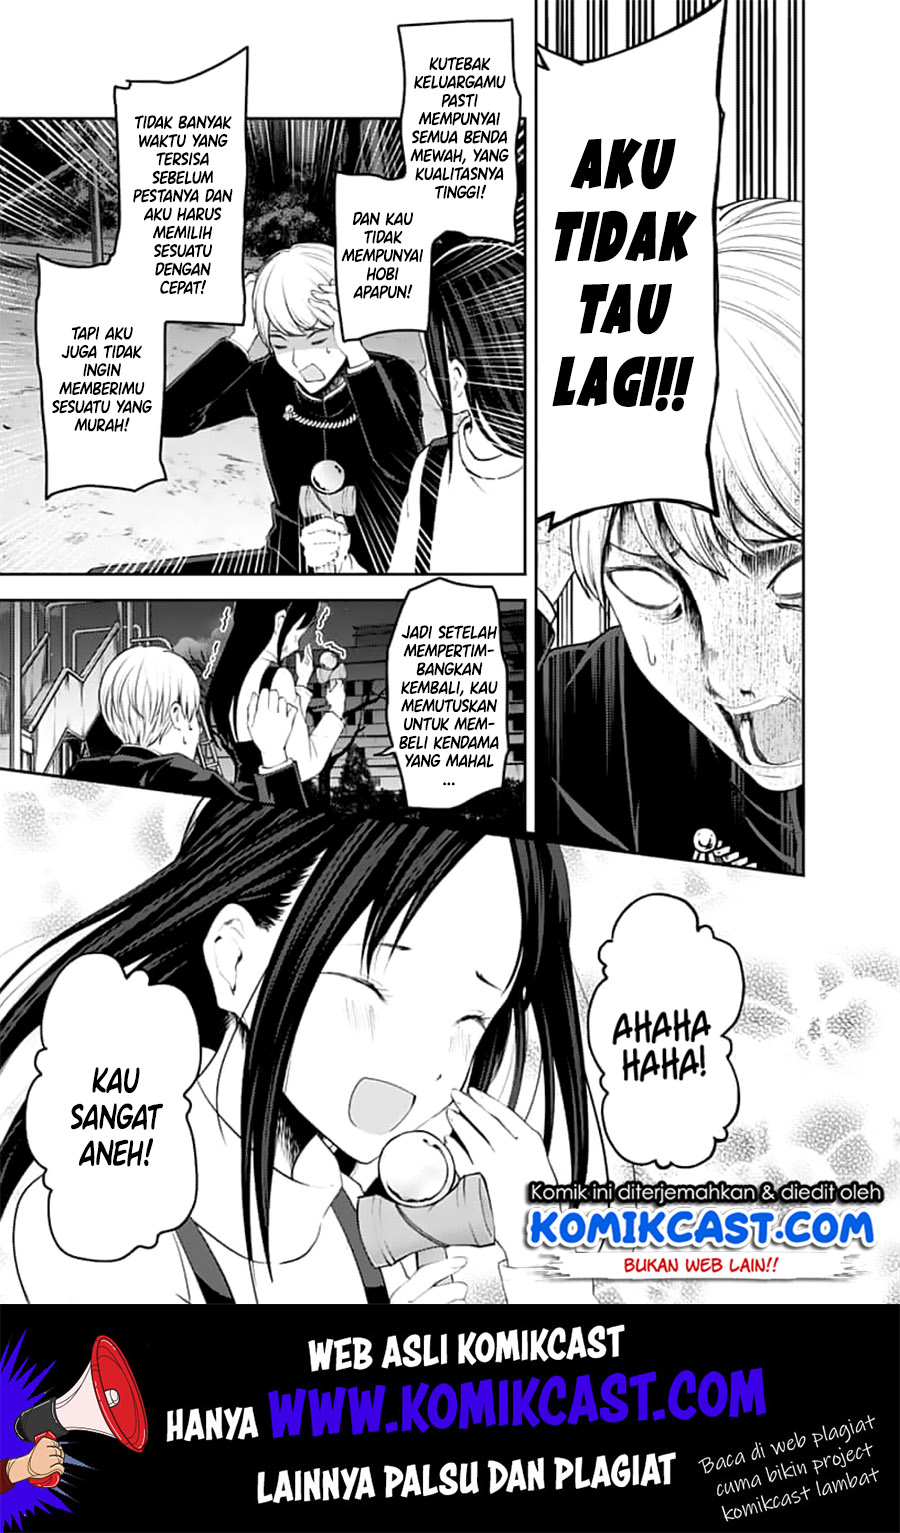 AKU
TIDAK
TAU
LAGI!!
KUTEBAK
KELUARGAMU
PASTI
MEMPUNYAI
SEMUA BENDA
MEWAH, YANG
KUALITASNYA
TINGGI!
DAN KAU
TIDAK
MEMPUNYAI
HOBI
APAPUN!
TIDAK BANYAK
WAKTU YANG
TERSISA
SEBELUM
PESTANYA DAN
AKU HARUS
MEMILIH
SESUATU
DENGAN
CEPAT!
TAPI AKU
JUGA TIDAK
INGIN
MEMBERIMU
SESUATU YANG
MURAH!
JADI SETELAH
MEMPERTIM-
BANGKAN
KEMBALI, KAU
MEMUTUSKAN
UNTUK MEM-
BELI KENDAMA
YANG MAHAL
...
AHAHA
HAHA!
KAU
SANGAT
ANEH!
Komik ini diterjemahkan & diedit oleh
KOMIKCAST.COM
BUKAN WEB LAIN!!
WEB ASLI KOMIKCAST
HANYA WWW.KOMIKCAST.COM
LAINNYA PALSU DAN PLAGIAT
Baca di web plagiat
cuma bikin project
komikcast lambat